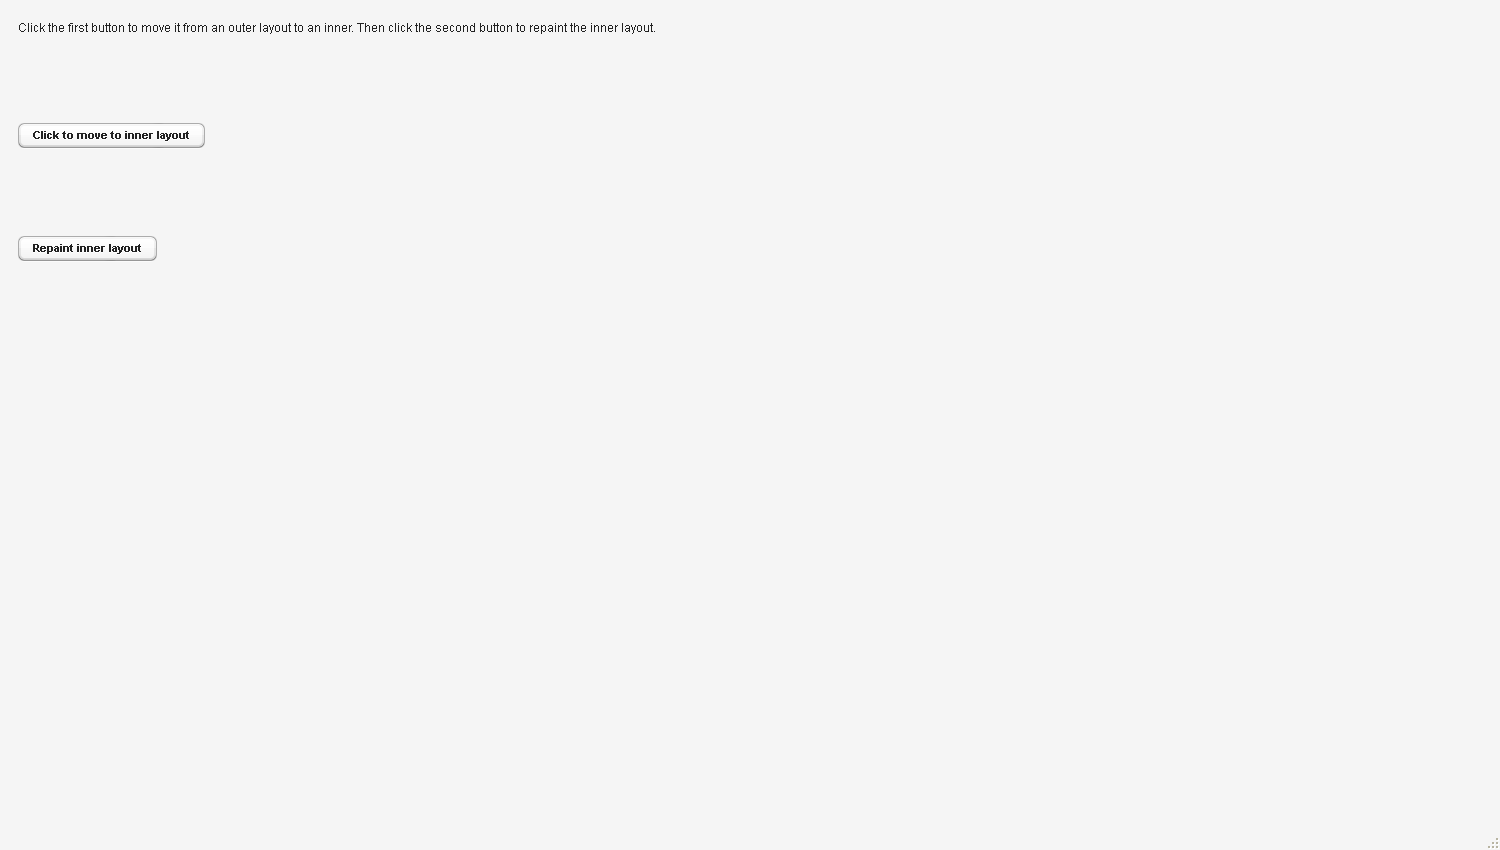 Click the first button to move it from an outer layout to an inner. Then click the second button to repaint the inner layout.
Click to move to inner layout
Repaint inner layout